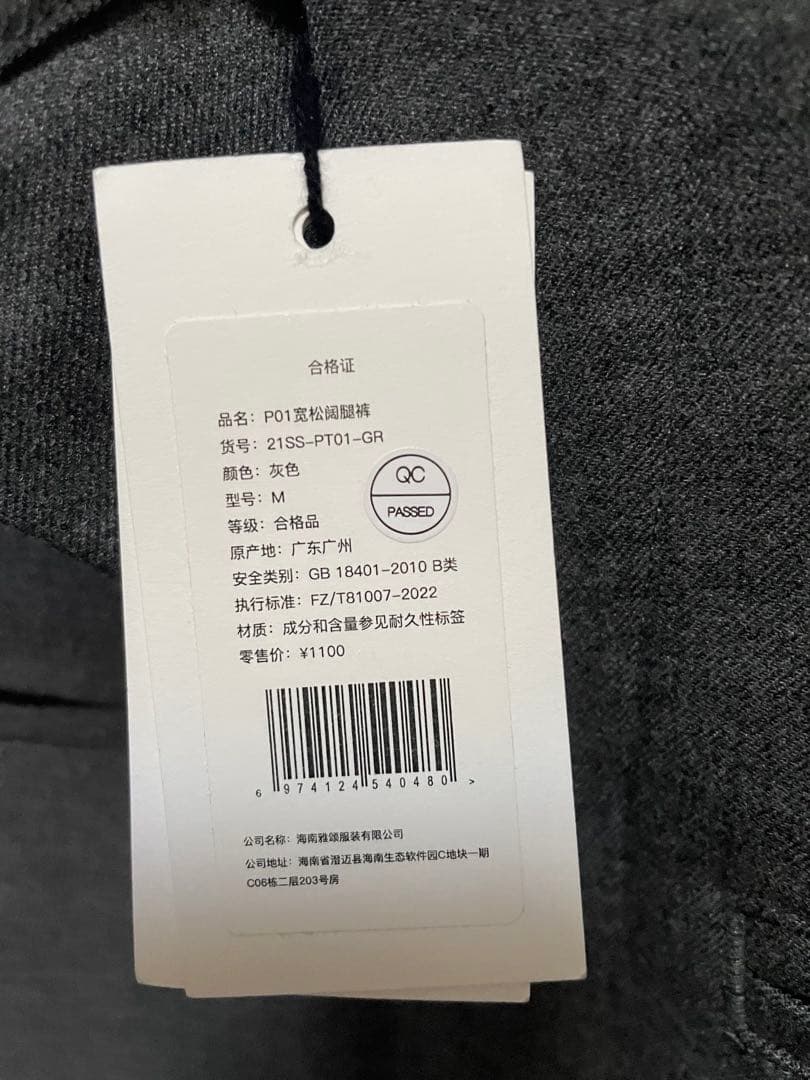 合格证
品名：P01宽松阔腿裤
货号：21SS-PT01-GR
颜色：灰色
型号：M
等级：合格品
QC
PASSED
原产地：广东广州
安全类别：GB 18401-2010 B类
执行标准：FZ/T81007-2022
材质：成分和含量参见耐久性标签
零售价：¥1100
6 974124 540480 >
公司名称：海南雅颂服装有限公司
公司地址：海南省澄迈县海南生态软件园C地块一期
C06栋二层203号房